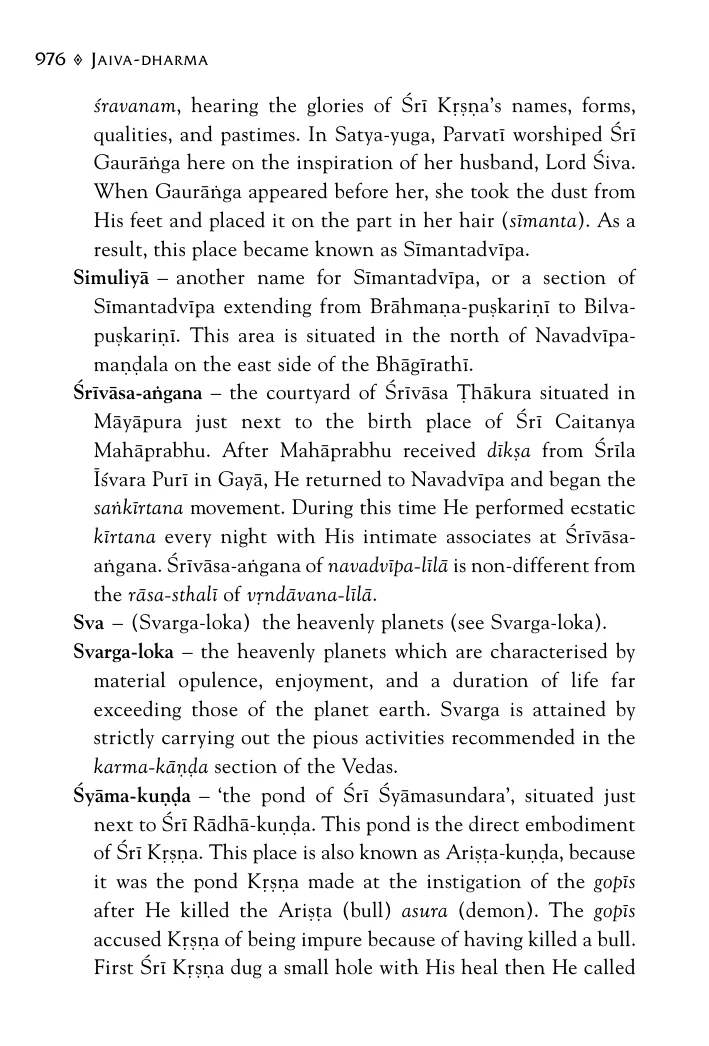 976 ⟡ Jaiva-dharma
śravanam, hearing the glories of Śrī Kṛṣṇa's names, forms,
qualities, and pastimes. In Satya-yuga, Parvatī worshiped Śrī
Gaurāṅga here on the inspiration of her husband, Lord Śiva.
When Gaurāṅga appeared before her, she took the dust from
His feet and placed it on the part in her hair (sīmanta). As a
result, this place became known as Sīmantadvīpa.
Simuliyā – another name for Sīmantadvīpa, or a section of
Sīmantadvīpa extending from Brāhmaṇa-puṣkariṇī to Bilva-
puṣkariṇī. This area is situated in the north of Navadvīpa-
maṇḍala on the east side of the Bhāgīrathī.
Śrīvāsa-aṅgana – the courtyard of Śrīvāsa Ṭhākura situated in
Māyāpura just next to the birth place of Śrī Caitanya
Mahāprabhu. After Mahāprabhu received dīkṣa from Śrīla
Īśvara Purī in Gayā, He returned to Navadvīpa and began the
saṅkīrtana movement. During this time He performed ecstatic
kīrtana every night with His intimate associates at Śrīvāsa-
aṅgana. Śrīvāsa-aṅgana of navadvīpa-līlā is non-different from
the rāsa-sthalī of vṛndāvana-līlā.
Sva – (Svarga-loka) the heavenly planets (see Svarga-loka).
Svarga-loka – the heavenly planets which are characterised by
material opulence, enjoyment, and a duration of life far
exceeding those of the planet earth. Svarga is attained by
strictly carrying out the pious activities recommended in the
karma-kāṇḍa section of the Vedas.
Śyāma-kuṇḍa – ‘the pond of Śrī Śyāmasundara’, situated just
next to Śrī Rādhā-kuṇḍa. This pond is the direct embodiment
of Śrī Kṛṣṇa. This place is also known as Ariṣṭa-kuṇḍa, because
it was the pond Kṛṣṇa made at the instigation of the gopīs
after He killed the Ariṣṭa (bull) asura (demon). The gopīs
accused Kṛṣṇa of being impure because of having killed a bull.
First Śrī Kṛṣṇa dug a small hole with His heal then He called